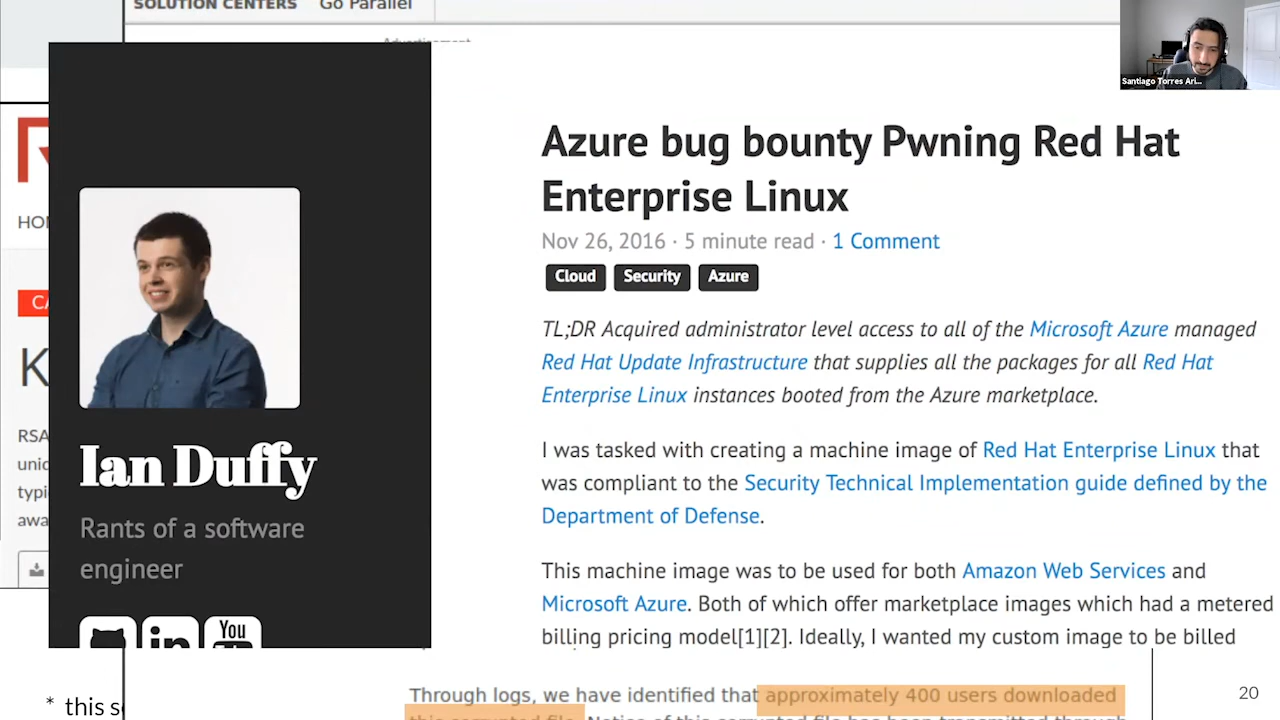 SOLUTION CENTERS Go Parallel
Advertisement
Santiago Torres Ari...
Azure bug bounty Pwning Red Hat
Enterprise Linux
Nov 26, 2016 · 5 minute read · 1 Comment
Cloud Security Azure
TL;DR Acquired administrator level access to all of the Microsoft Azure managed
Red Hat Update Infrastructure that supplies all the packages for all Red Hat
Enterprise Linux instances booted from the Azure marketplace.
I was tasked with creating a machine image of Red Hat Enterprise Linux that
was compliant to the Security Technical Implementation guide defined by the
Department of Defense.
This machine image was to be used for both Amazon Web Services and
Microsoft Azure. Both of which offer marketplace images which had a metered
billing pricing model[1][2]. Ideally, I wanted my custom image to be billed
Ian Duffy
Rants of a software
engineer
in
You
RSA
Through logs, we have identified that approximately 400 users downloaded
this corrupted file. Notice of this corrupted file has been transmitted through
* this
20